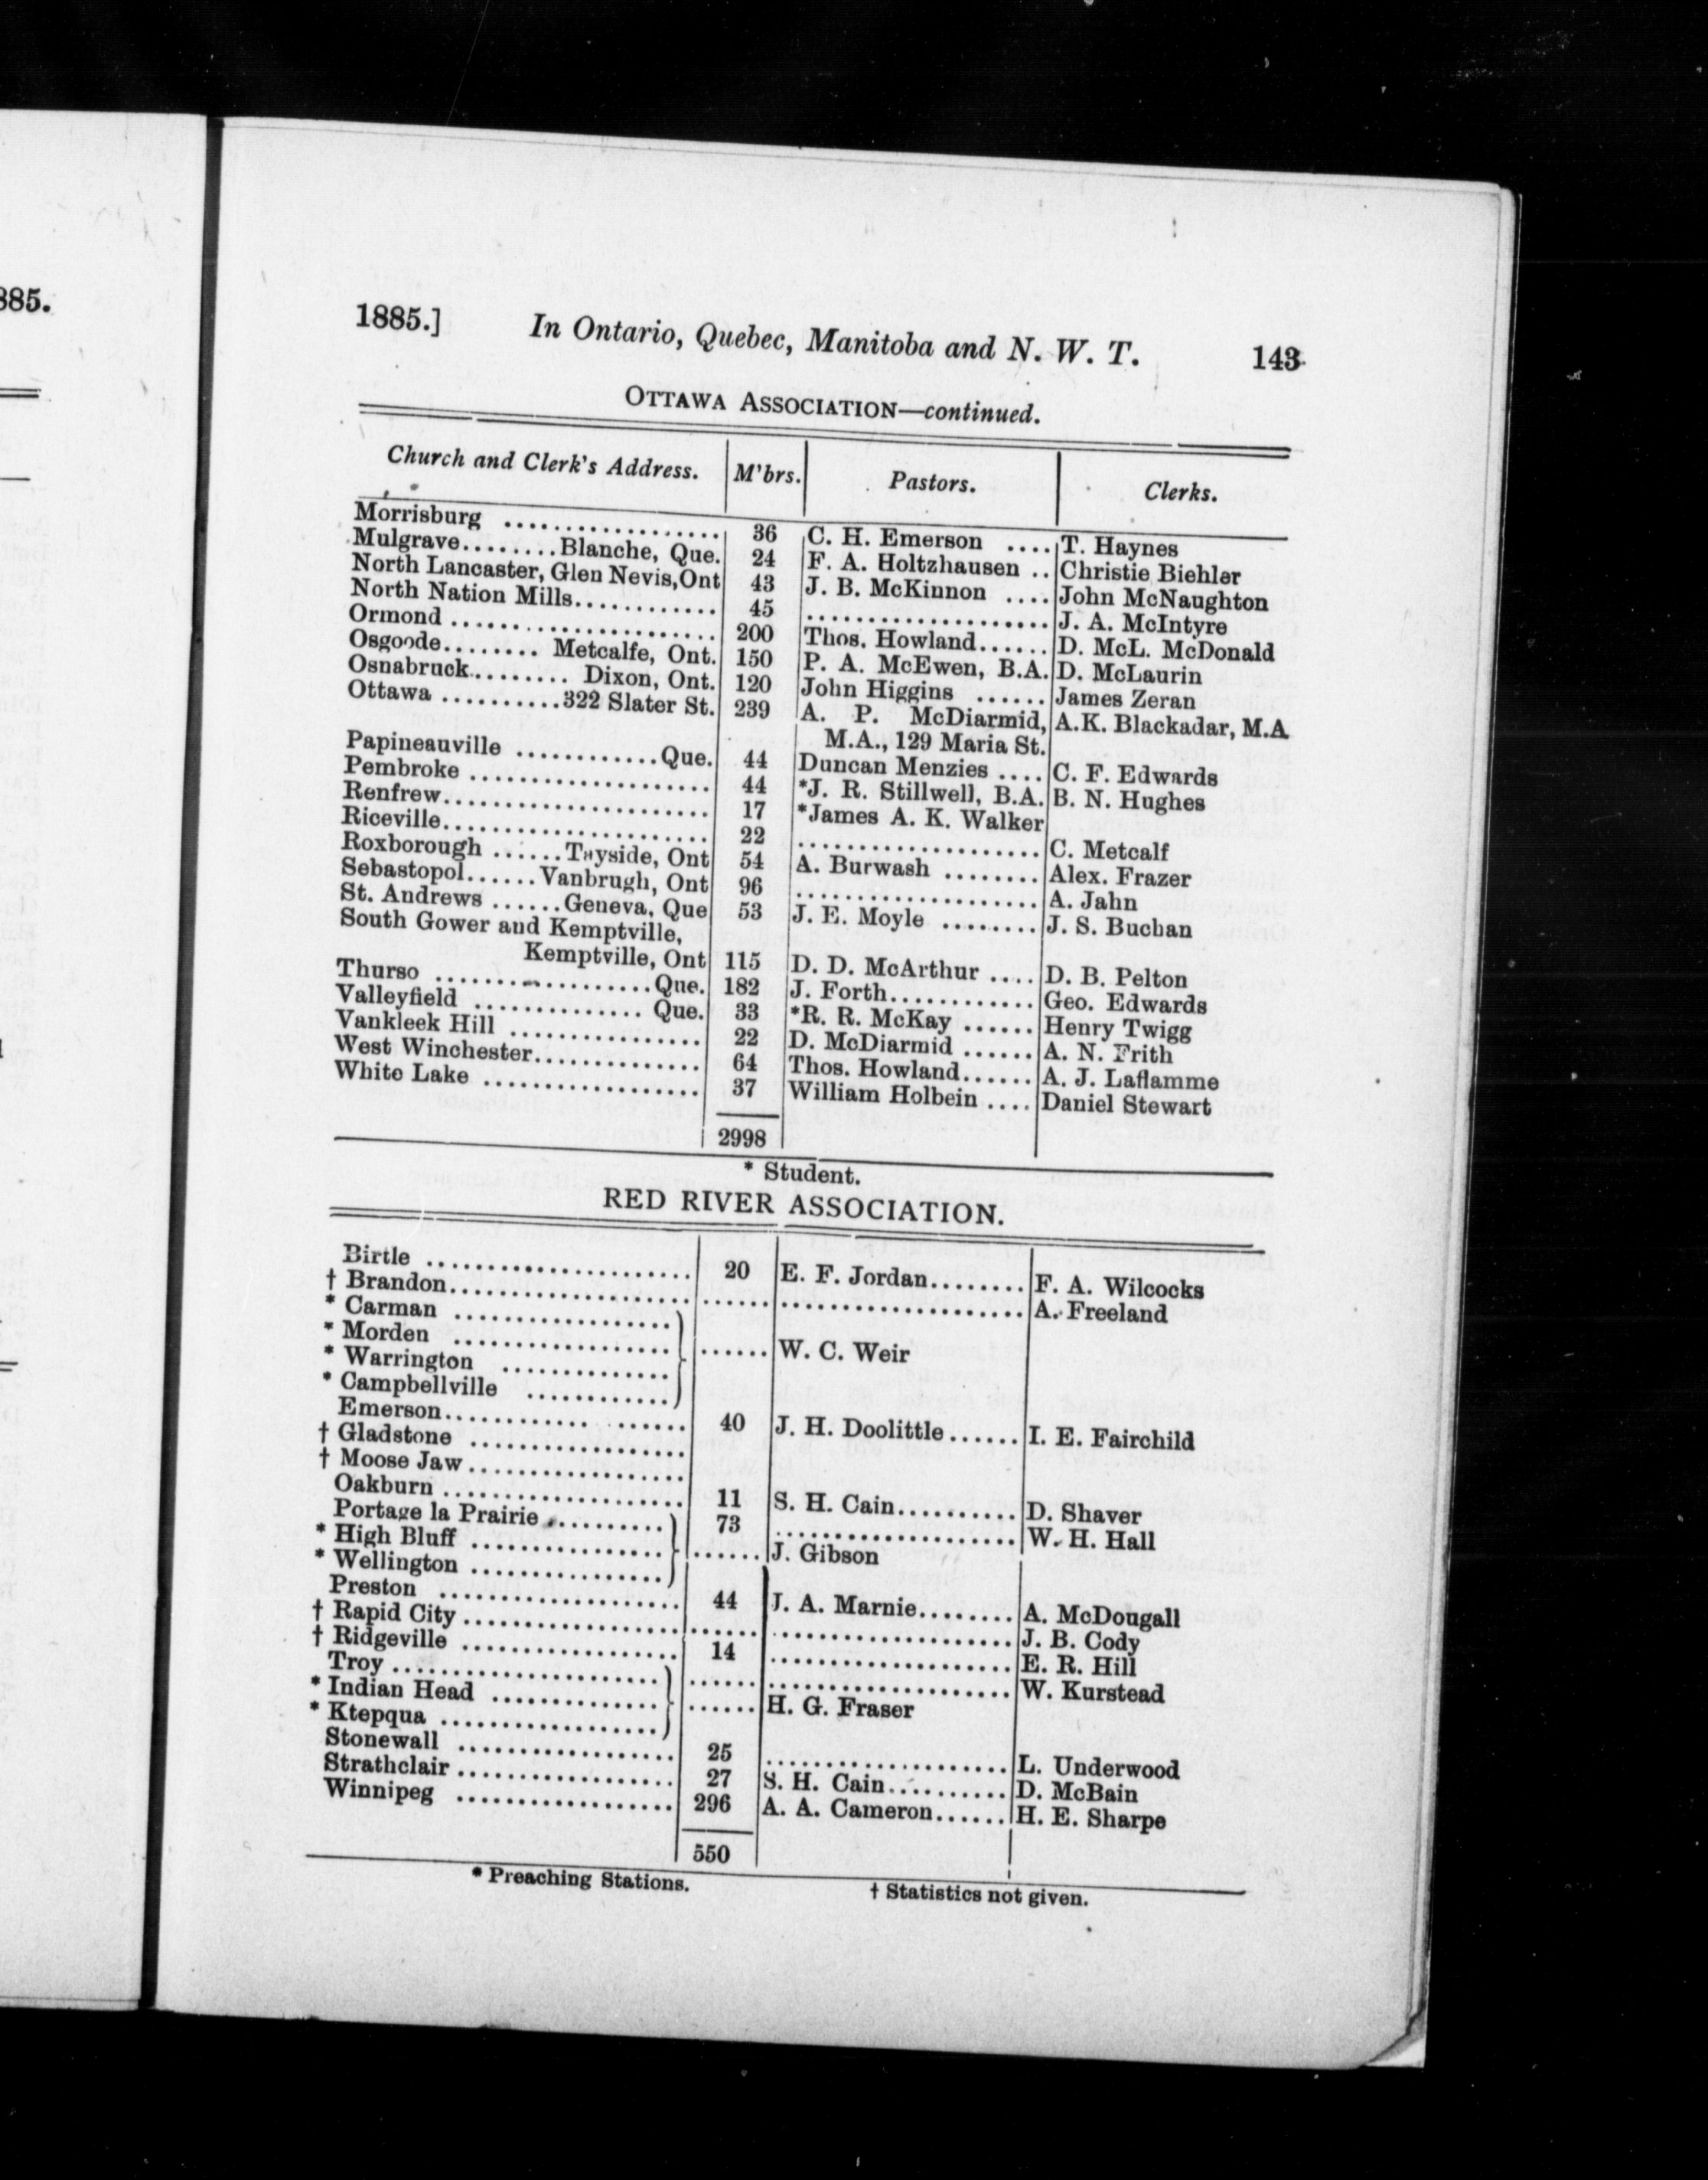 885.
1885.] In Ontario, Quebec, Manitoba and N. W. T. 143
OTTAWA ASSOCIATION—continued.
Church and Clerk's Address. M'brs. Pastors. Clerks.
Morrisburg .................. 36 C. H. Emerson .... T. Haynes
Mulgrave........Blanche, Que. 24 F. A. Holtzhausen .. Christie Biehler
North Lancaster, Glen Nevis,Ont 43 J. B. McKinnon .... John McNaughton
North Nation Mills............ 45 .................... J. A. McIntyre
Ormond ...................... 200 Thos. Howland...... D. McL. McDonald
Osgoode........ Metcalfe, Ont. 150 P. A. McEwen, B.A. D. McLaurin
Osnabruck......... Dixon, Ont. 120 John Higgins ...... James Zeran
Ottawa ..........322 Slater St. 239 A. P. McDiarmid, A.K. Blackadar, M.A
M.A., 129 Maria St.
Papineauville ............Que. 44 Duncan Menzies .... C. F. Edwards
Pembroke .................... 44 *J. R. Stillwell, B.A. B. N. Hughes
Renfrew...................... 17 *James A. K. Walker
Riceville...................... 22 .................... C. Metcalf
Roxborough ......Tayside, Ont 54 A. Burwash ........ Alex. Frazer
Sebastopol......Vanbrugh, Ont 96 .................... A. Jahn
St. Andrews ......Geneva, Que 53 J. E. Moyle ........ J. S. Buchan
South Gower and Kemptville,
Kemptville, Ont 115 D. D. McArthur .... D. B. Pelton
Thurso ..................Que. 182 J. Forth............ Geo. Edwards
Valleyfield .............. Que. 33 *R. R. McKay ...... Henry Twigg
Vankleek Hill ................ 22 D. McDiarmid ...... A. N. Frith
West Winchester.............. 64 Thos. Howland...... A. J. Laflamme
White Lake .................. 37 William Holbein .... Daniel Stewart
2998
* Student.
RED RIVER ASSOCIATION.
Birtle ...................... 20 E. F. Jordan........ F. A. Wilcocks
† Brandon.................... ...... .................... A. Freeland
* Carman ..................
* Morden ..................
...... W. C. Weir
* Warrington ..............
* Campbellville ............
Emerson.................... 40 J. H. Doolittle...... I. E. Fairchild
† Gladstone ..................
† Moose Jaw..................
Oakburn .................... 11 S. H. Cain.......... D. Shaver
Portage la Prairie .......... 73 .................... W. H. Hall
* High Bluff ................ ...... J. Gibson
* Wellington ................
Preston .................... 44 J. A. Marnie........ A. McDougall
† Rapid City.................. ...... .................... J. B. Cody
† Ridgeville .................. 14 .................... E. R. Hill
Troy ...................... ...... .................... W. Kurstead
* Indian Head .............. ...... H. G. Fraser
* Ktepqua ..................
Stonewall .................. 25 .................... L. Underwood
Strathclair.................. 27 S. H. Cain.......... D. McBain
Winnipeg .................. 296 A. A. Cameron...... H. E. Sharpe
550
* Preaching Stations. † Statistics not given.